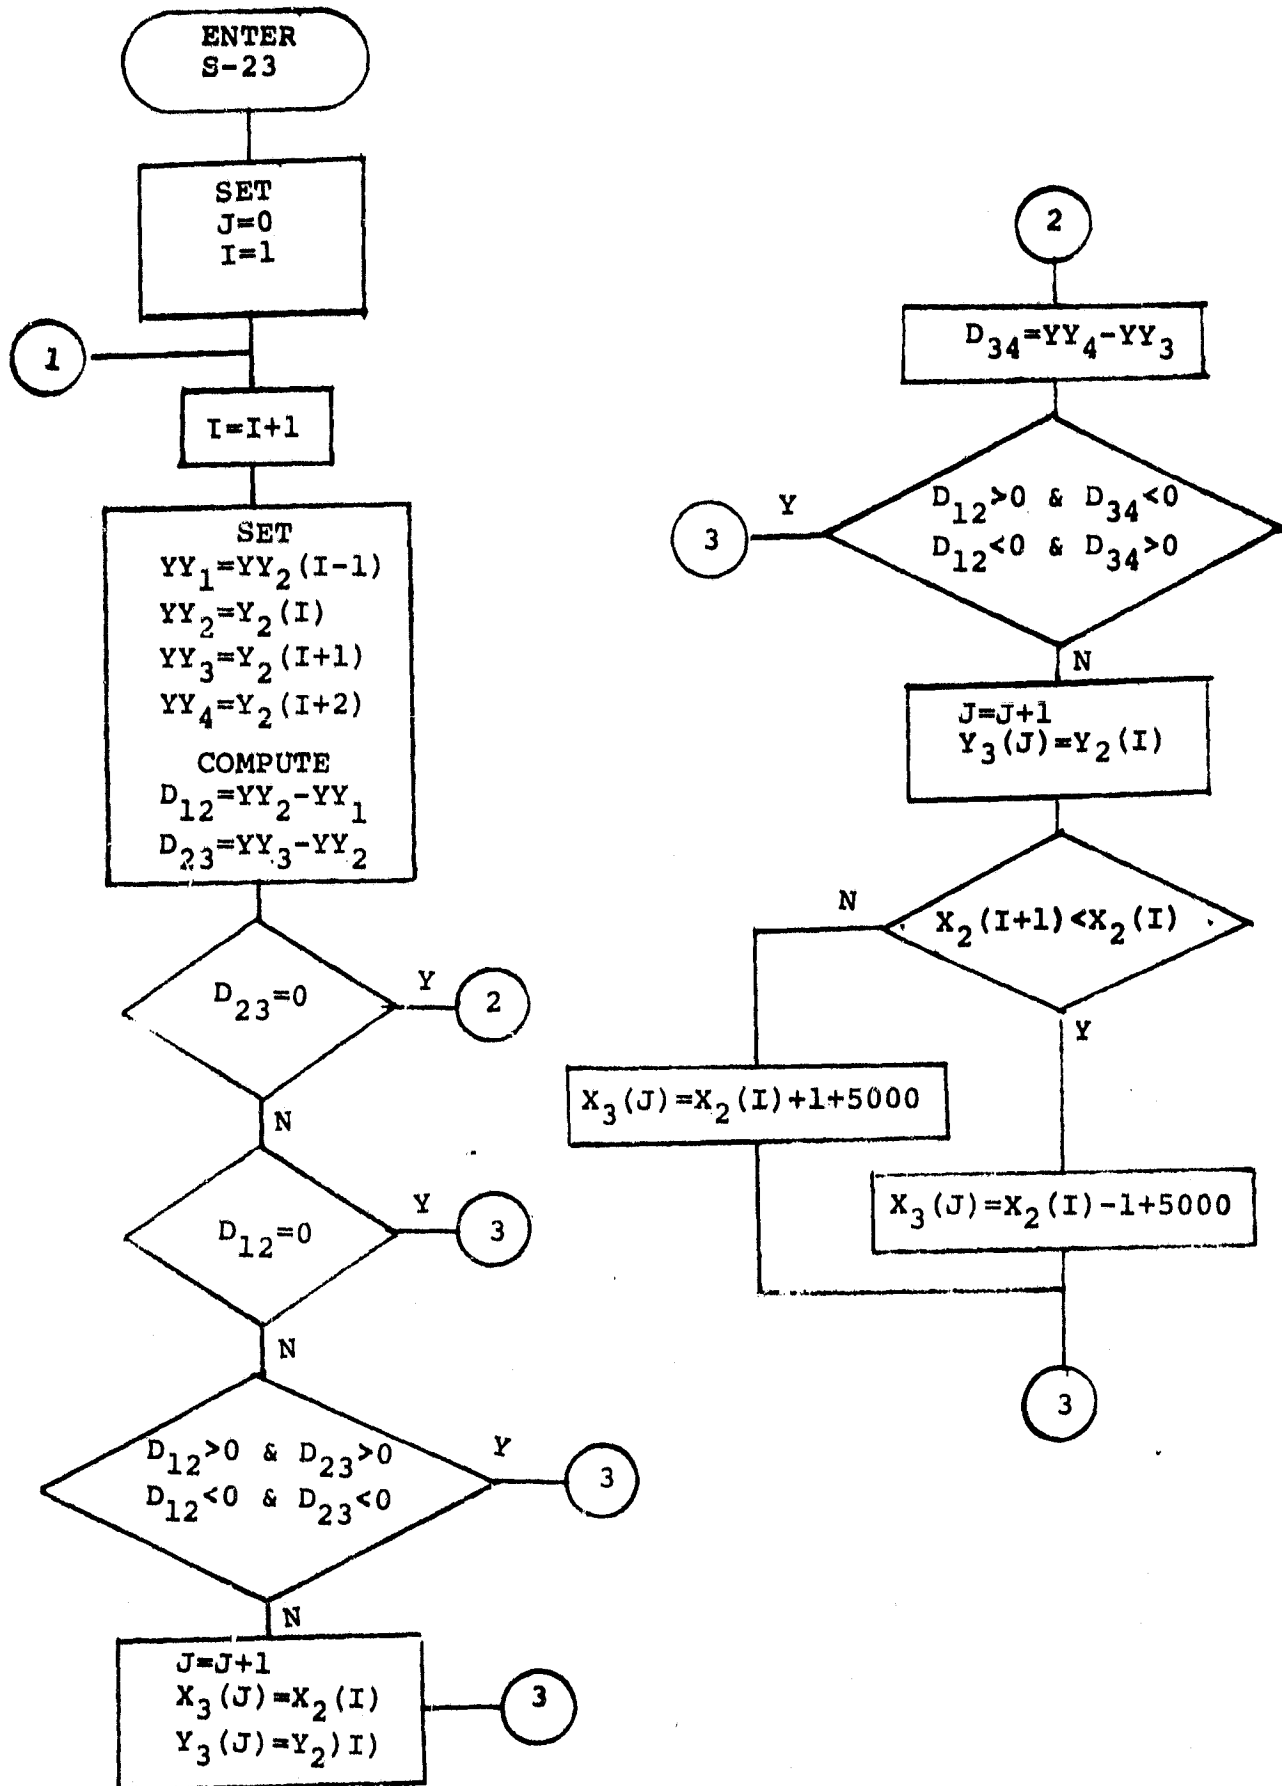 ENTER
S-23
SET
J=0
I=1
1
I=I+1
SET
YY1=YY2(I-1)
YY2=Y2(I)
YY3=Y2(I+1)
YY4=Y2(I+2)
COMPUTE
D12=YY2-YY1
D23=YY3-YY2
D23=0
Y
2
N
D12=0
Y
3
N
D12>0 & D23>0
D12<0 & D23<0
Y
3
N
J=J+1
X3(J)=X2(I)
Y3(J)=Y2)I)
3
2
D34=YY4-YY3
D12>0 & D34<0
D12<0 & D34>0
Y
3
N
J=J+1
Y3(J)=Y2(I)
X2(I+1)<X2(I)
N
Y
X3(J)=X2(I)+1+5000
X3(J)=X2(I)-1+5000
3